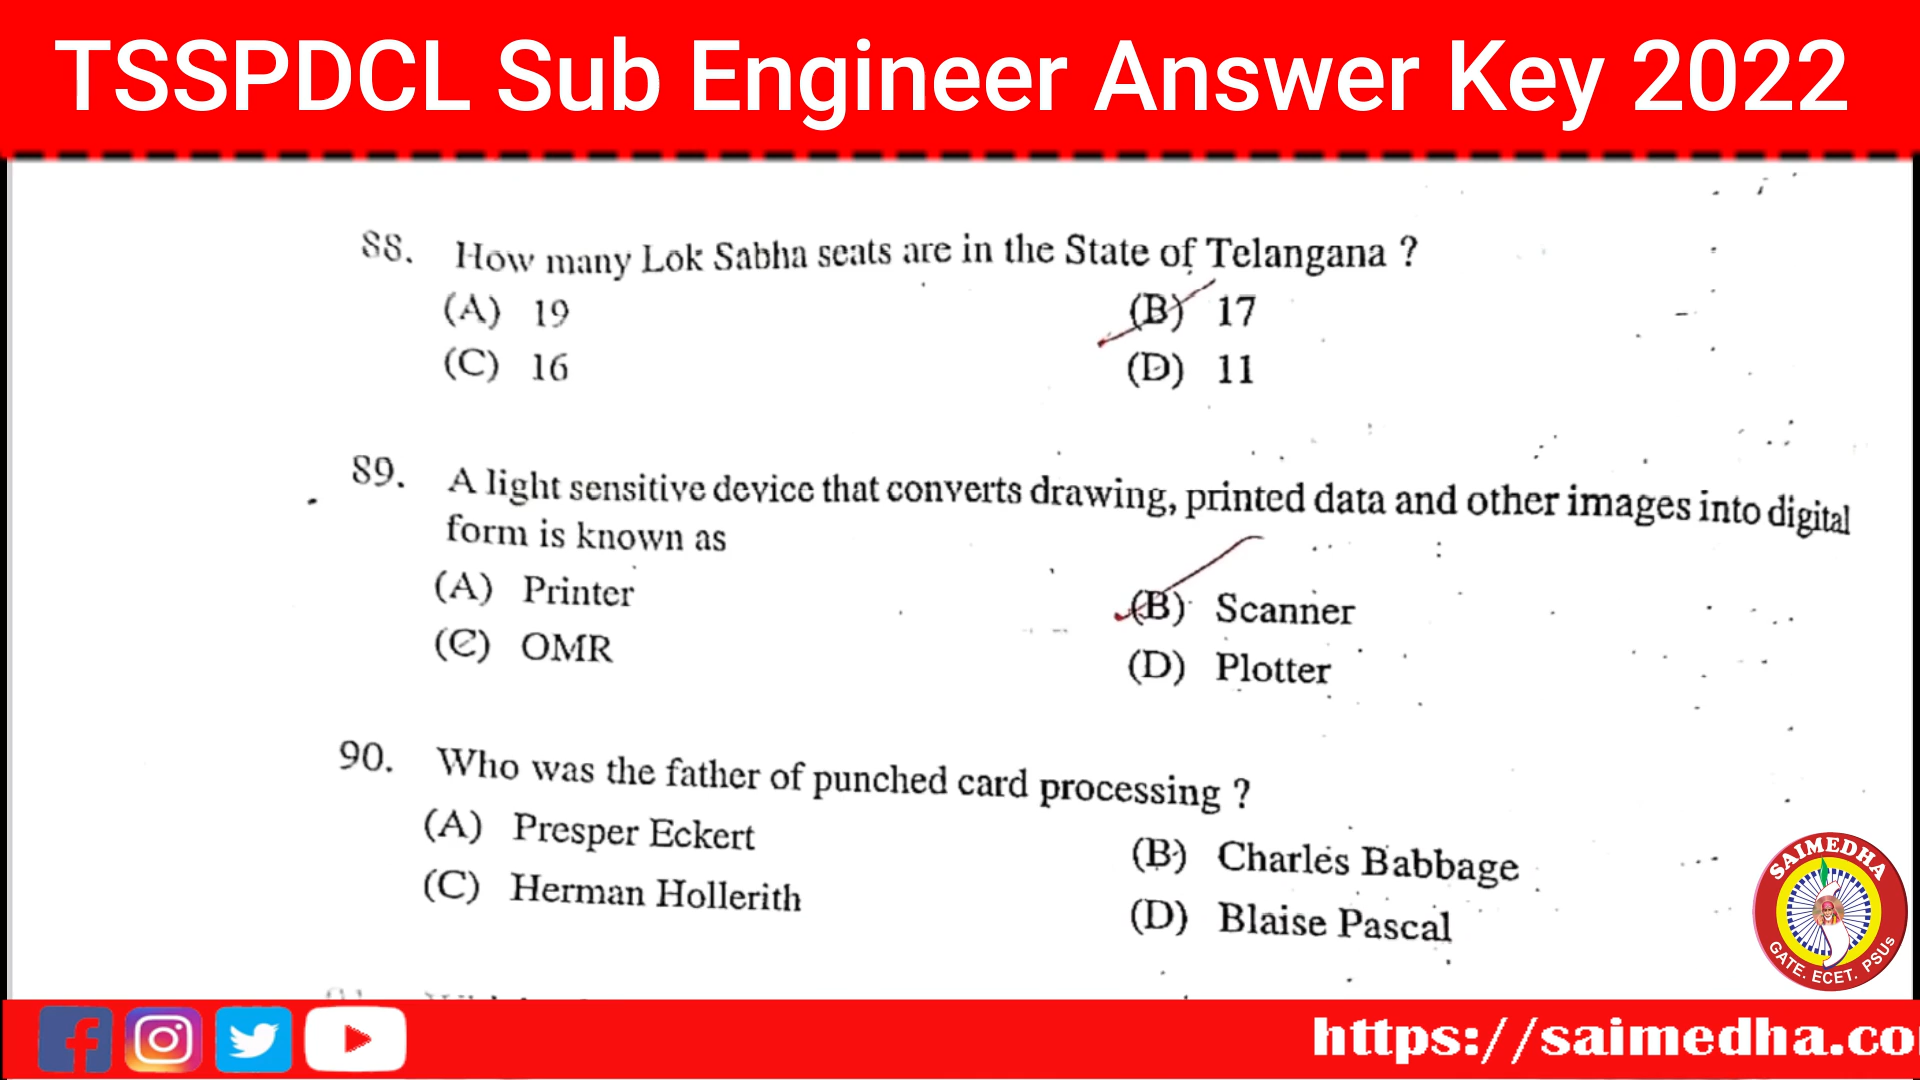 TSSPDCL Sub Engineer Answer Key 2022
88. How many Lok Sabha seats are in the State of Telangana ?
(A) 19 (B) 17
(C) 16 (D) 11
89. A light sensitive device that converts drawing, printed data and other images into digital
form is known as
(A) Printer (B) Scanner
(C) OMR (D) Plotter
90. Who was the father of punched card processing ?
(A) Presper Eckert (B) Charles Babbage
(C) Herman Hollerith (D) Blaise Pascal
SAIMEDHA
GATE. ECET. PSUs
https://saimedha.co